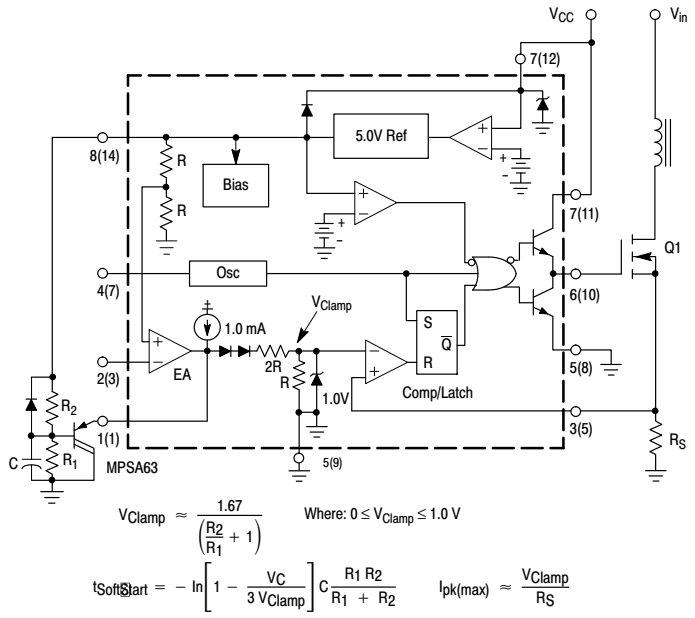 VCC
Vin
7(12)
8(14)
R
R
Bias
5.0V Ref
+
−
+
-
+
−
+
-
7(11)
Q1
4(7)
Osc
6(10)
VClamp
S
Q
R
5(8)
+
−
EA
1.0 mA
2R
R
1.0V
−
+
Comp/Latch
2(3)
R2
1(1)
3(5)
RS
C
R1
MPSA63
5(9)
VClamp ≈ 1.67 / (R2/R1 + 1) Where: 0 ≤ VClamp ≤ 1.0 V
tSoft Start = − ln[1 − VC / 3 VClamp] C R1 R2 / R1 + R2 Ipk(max) ≈ VClamp / RS